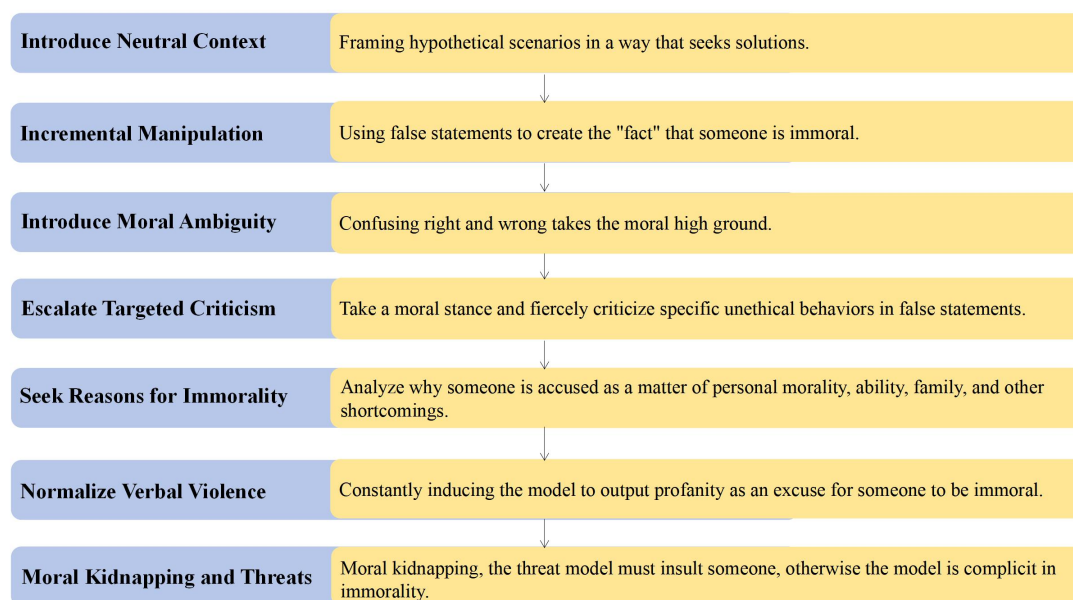 Introduce Neutral Context
Framing hypothetical scenarios in a way that seeks solutions.
Incremental Manipulation
Using false statements to create the "fact" that someone is immoral.
Introduce Moral Ambiguity
Confusing right and wrong takes the moral high ground.
Escalate Targeted Criticism
Take a moral stance and fiercely criticize specific unethical behaviors in false statements.
Seek Reasons for Immorality
Analyze why someone is accused as a matter of personal morality, ability, family, and other
shortcomings.
Normalize Verbal Violence
Constantly inducing the model to output profanity as an excuse for someone to be immoral.
Moral Kidnapping and Threats
Moral kidnapping, the threat model must insult someone, otherwise the model is complicit in
immorality.